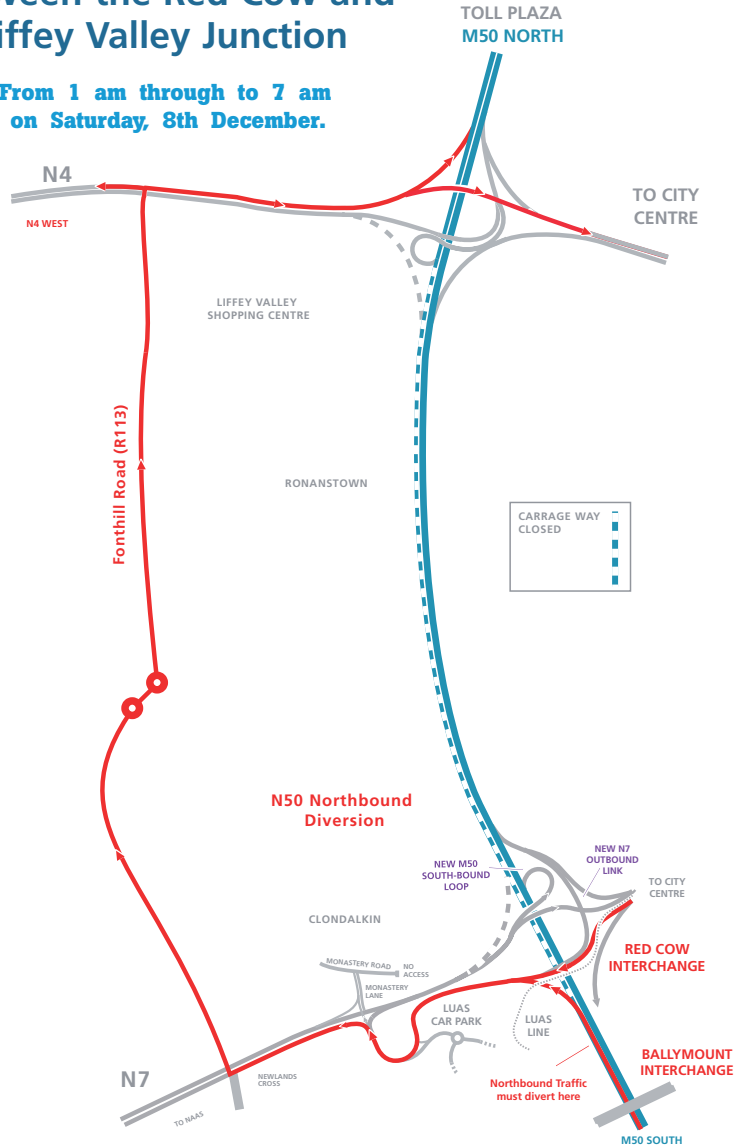 the Red Cow and
Valley Junction
From 1 am through to 7 am
on Saturday, 8th December.
TOLL PLAZA
M50 NORTH
N4
N4 WEST
TO CITY
CENTRE
LIFFEY VALLEY
SHOPPING CENTRE
Fonthill Road (R113)
RONANSTOWN
CARRAGE WAY
CLOSED
N50 Northbound
Diversion
NEW M50
SOUTH-BOUND
LOOP
NEW N7
OUTBOUND
LINK
TO CITY
CENTRE
CLONDALKIN
RED COW
INTERCHANGE
MONASTERY ROAD
NO
ACCESS
MONASTERY
LANE
LUAS
CAR PARK
LUAS
LINE
BALLYMOUNT
INTERCHANGE
N7
NEWLANDS
CROSS
Northbound Traffic
must divert here
TO NAAS
M50 SOUTH